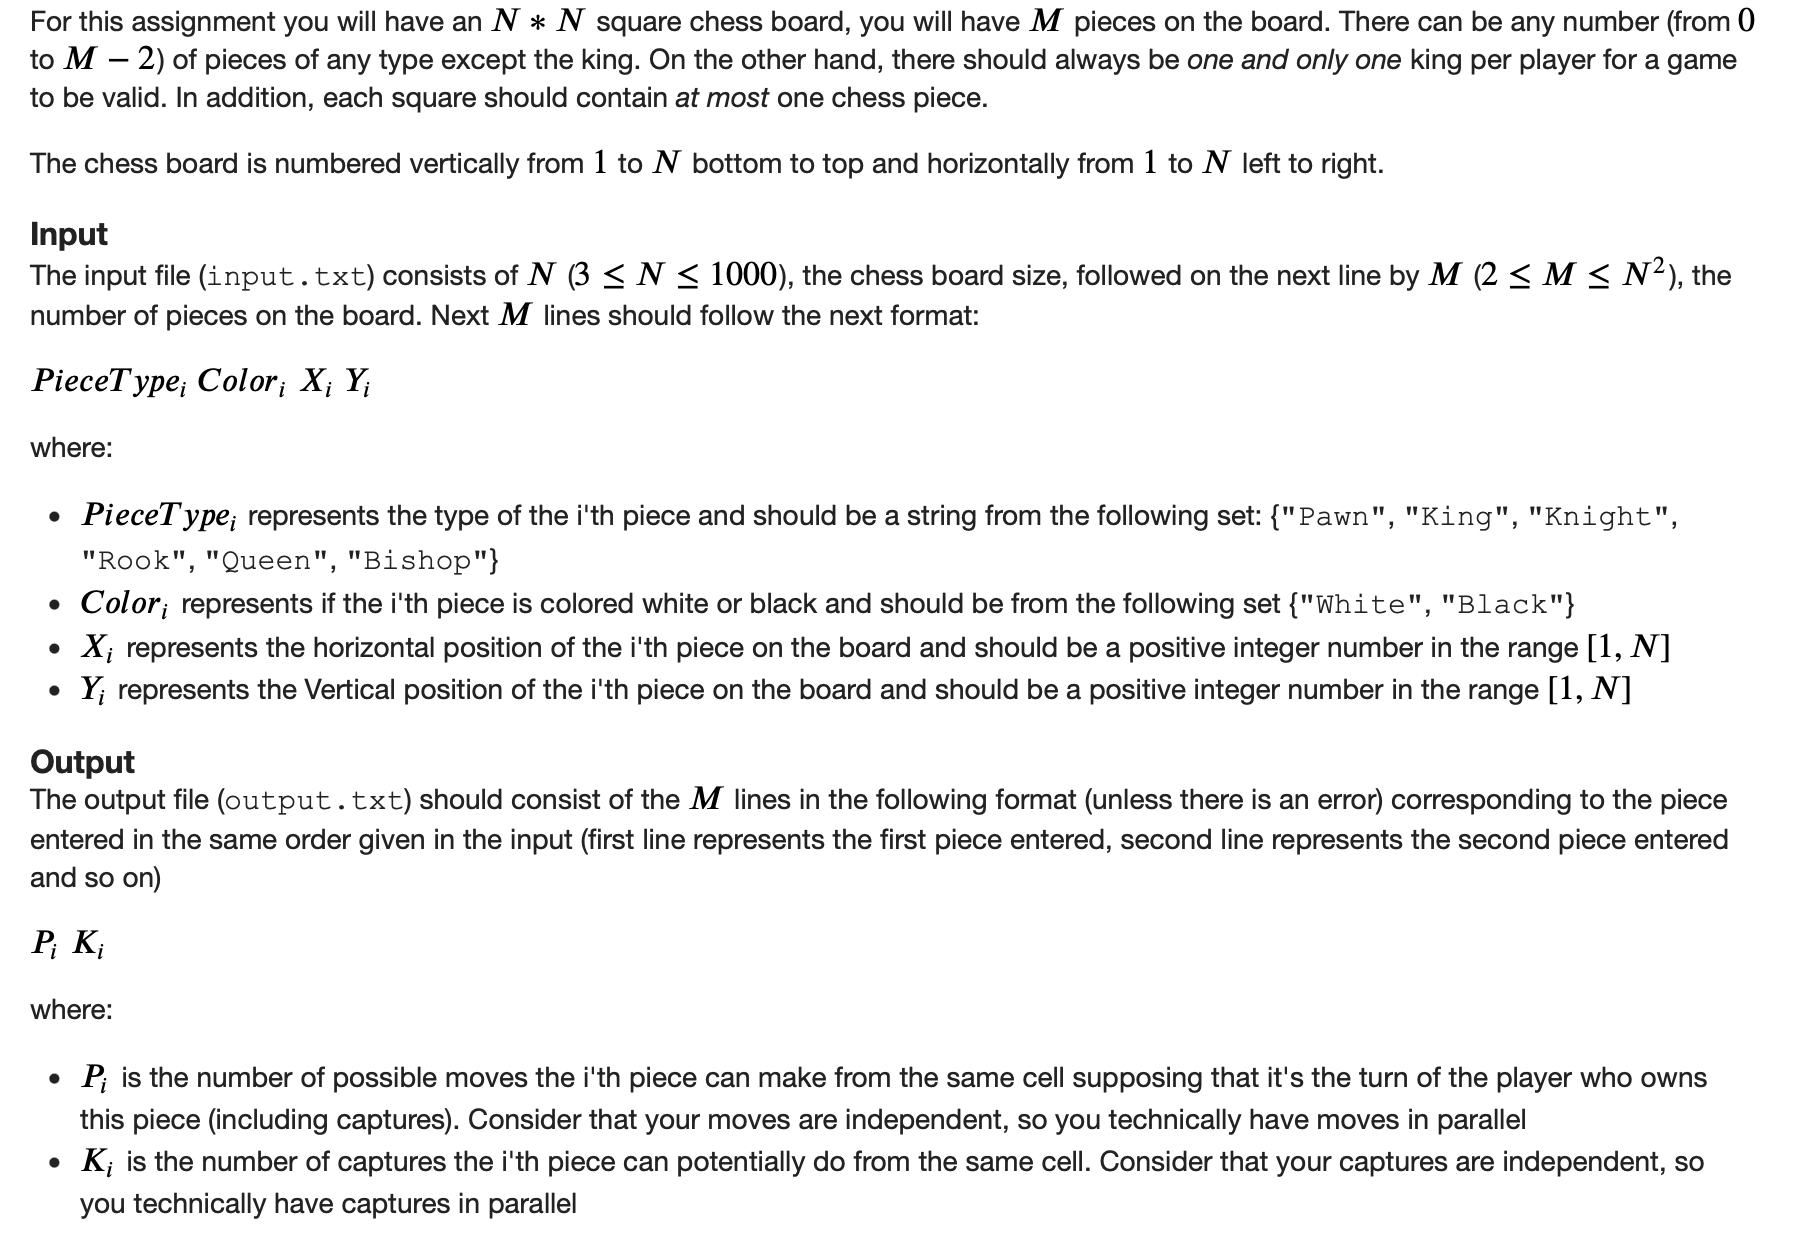 For this assignment you will have an N * N square chess board, you will have M pieces on the board. There can be any number (from 0
to M − 2) of pieces of any type except the king. On the other hand, there should always be one and only one king per player for a game
to be valid. In addition, each square should contain at most one chess piece.
The chess board is numbered vertically from 1 to N bottom to top and horizontally from 1 to N left to right.
Input
The input file (input.txt) consists of N (3 ≤ N ≤ 1000), the chess board size, followed on the next line by M (2 ≤ M ≤ N²), the
number of pieces on the board. Next M lines should follow the next format:
PieceTypeᵢ Colorᵢ Xᵢ Yᵢ
where:
• PieceTypeᵢ represents the type of the i'th piece and should be a string from the following set: {"Pawn", "King", "Knight",
"Rook", "Queen", "Bishop"}
• Colorᵢ represents if the i'th piece is colored white or black and should be from the following set {"White", "Black"}
• Xᵢ represents the horizontal position of the i'th piece on the board and should be a positive integer number in the range [1, N]
• Yᵢ represents the Vertical position of the i'th piece on the board and should be a positive integer number in the range [1, N]
Output
The output file (output.txt) should consist of the M lines in the following format (unless there is an error) corresponding to the piece
entered in the same order given in the input (first line represents the first piece entered, second line represents the second piece entered
and so on)
Pᵢ Kᵢ
where:
• Pᵢ is the number of possible moves the i'th piece can make from the same cell supposing that it's the turn of the player who owns
this piece (including captures). Consider that your moves are independent, so you technically have moves in parallel
• Kᵢ is the number of captures the i'th piece can potentially do from the same cell. Consider that your captures are independent, so
you technically have captures in parallel